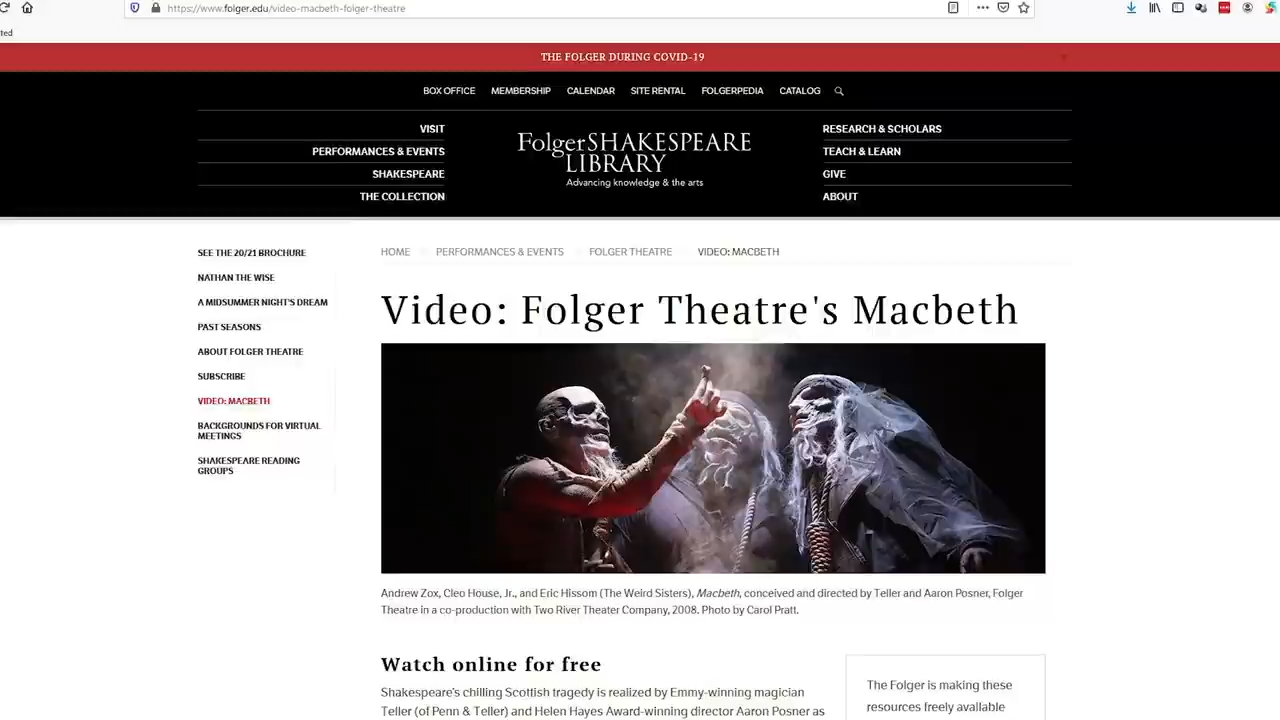 https://www.folger.edu/video-macbeth-folger-theatre
ted
THE FOLGER DURING COVID-19
BOX OFFICE MEMBERSHIP CALENDAR SITE RENTAL FOLGERPEDIA CATALOG
VISIT
PERFORMANCES & EVENTS
SHAKESPEARE
THE COLLECTION
FolgerSHAKESPEARE
LIBRARY
Advancing knowledge & the arts
RESEARCH & SCHOLARS
TEACH & LEARN
GIVE
ABOUT
SEE THE 20/21 BROCHURE
NATHAN THE WISE
A MIDSUMMER NIGHT'S DREAM
PAST SEASONS
ABOUT FOLGER THEATRE
SUBSCRIBE
VIDEO: MACBETH
BACKGROUNDS FOR VIRTUAL
MEETINGS
SHAKESPEARE READING
GROUPS
HOME PERFORMANCES & EVENTS FOLGER THEATRE VIDEO: MACBETH
Video: Folger Theatre's Macbeth
Andrew Zox, Cleo House, Jr., and Eric Hissom (The Weird Sisters), Macbeth, conceived and directed by Teller and Aaron Posner, Folger
Theatre in a co-production with Two River Theater Company, 2008. Photo by Carol Pratt.
Watch online for free
Shakespeare's chilling Scottish tragedy is realized by Emmy-winning magician
Teller (of Penn & Teller) and Helen Hayes Award-winning director Aaron Posner as
The Folger is making these
resources freely available